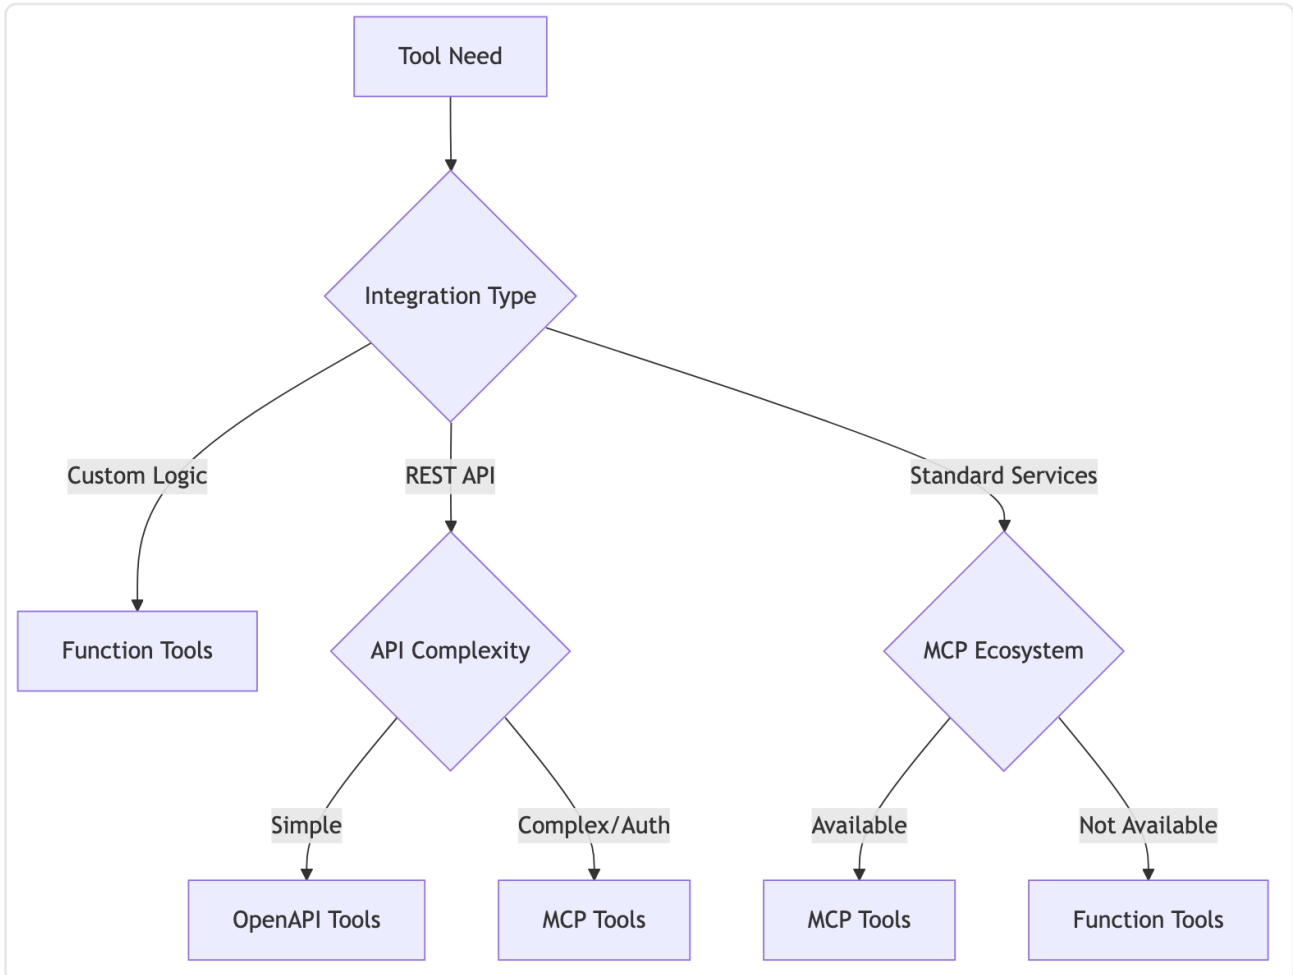 Tool Need
Integration Type
Custom Logic
REST API
Standard Services
Function Tools
API Complexity
MCP Ecosystem
Simple
Complex/Auth
Available
Not Available
OpenAPI Tools
MCP Tools
MCP Tools
Function Tools